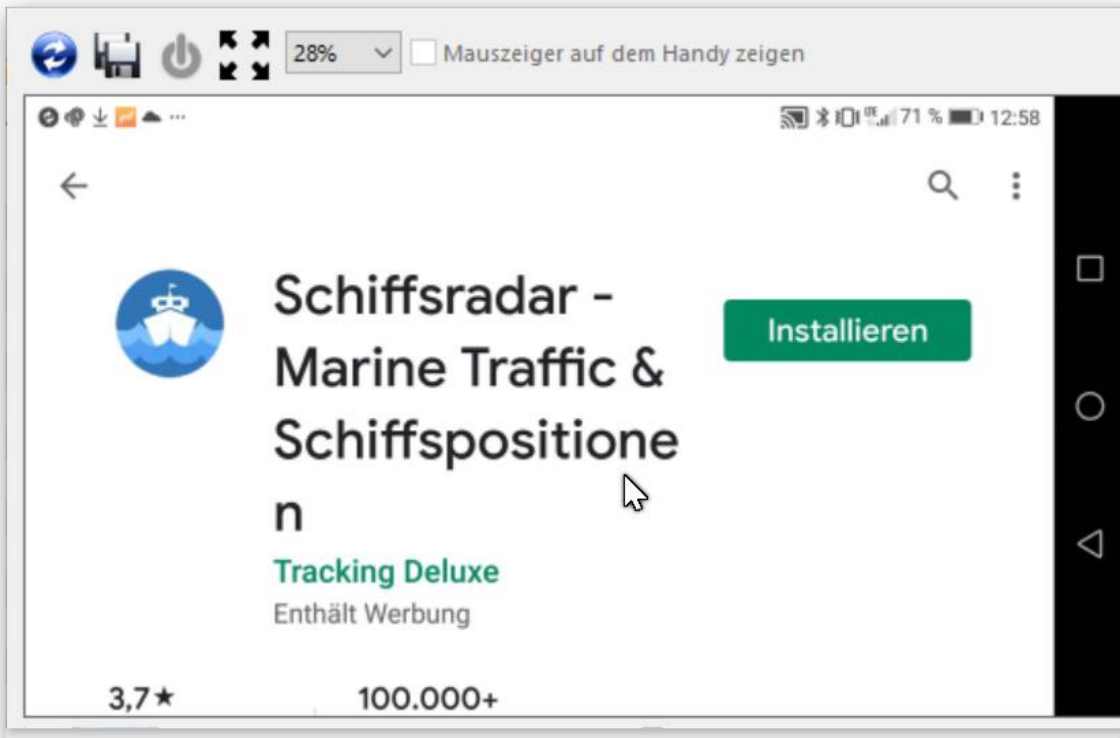 28%
Mauszeiger auf dem Handy zeigen
71 % 12:58
Schiffsradar -
Marine Traffic &
Schiffspositione
n
Installieren
Tracking Deluxe
Enthält Werbung
3,7★
100.000+